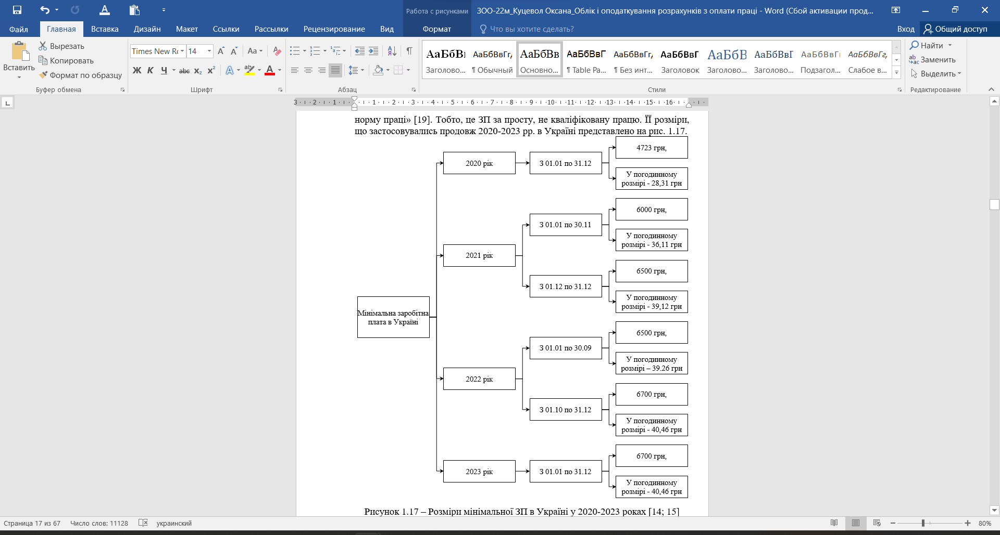 Работа с рисунками
ЗОО-22м_Куцевол Оксана_Облік і оподаткування розрахунків з оплати праці - Word (Сбой активации прод...
Файл
Главная
Вставка
Дизайн
Макет
Ссылки
Рассылки
Рецензирование
Вид
Формат
Что вы хотите сделать?
Вход
Общий доступ
Вставить
Вырезать
Копировать
Формат по образцу
Буфер обмена
Times New Rc
14
Aa
Ж К Ч abc x₂ x²
Шрифт
Абзац
АаБбВ
Заголово...
АаБбВвГг,
¶ Обычный
АаБбВв
Основно...
АаБбВвГ
¶ Table Pa...
АаБбВвГг,
¶ Без инт...
АаБбВвГ
Заголовок
АаБбВ
Заголово...
АаБбВвГ
Заголово...
АаБбВвГ
Подзагол...
АаБбВвГг,
Слабое в...
Стили
Найти
Заменить
Выделить
Редактирование
3 2 1 1 2 3 4 5 6 7 8 9 10 11 12 13 14 15 16
норму праці» [19]. Тобто, це ЗП за просту, не кваліфіковану працю. ЇЇ розміри,
що застосовувались продовж 2020-2023 рр. в Україні представлено на рис. 1.17.
Мінімальна заробітна
плата в Україні
2020 рік
З 01.01 по 31.12
4723 грн,
У погодинному
розмірі - 28,31 грн
2021 рік
З 01.01 по 30.11
6000 грн,
У погодинному
розмірі - 36,11 грн
З 01.12 по 31.12
6500 грн,
У погодинному
розмірі - 39,12 грн
2022 рік
З 01.01 по 30.09
6500 грн,
У погодинному
розмірі – 39.26 грн
З 01.10 по 31.12
6700 грн,
У погодинному
розмірі - 40,46 грн
2023 рік
З 01.01 по 31.12
6700 грн,
У погодинному
розмірі - 40,46 грн
Рисунок 1.17 – Розміри мінімальної ЗП в Україні у 2020-2023 роках [14; 15]
Страница 17 из 67
Число слов: 11128
украинский
80%